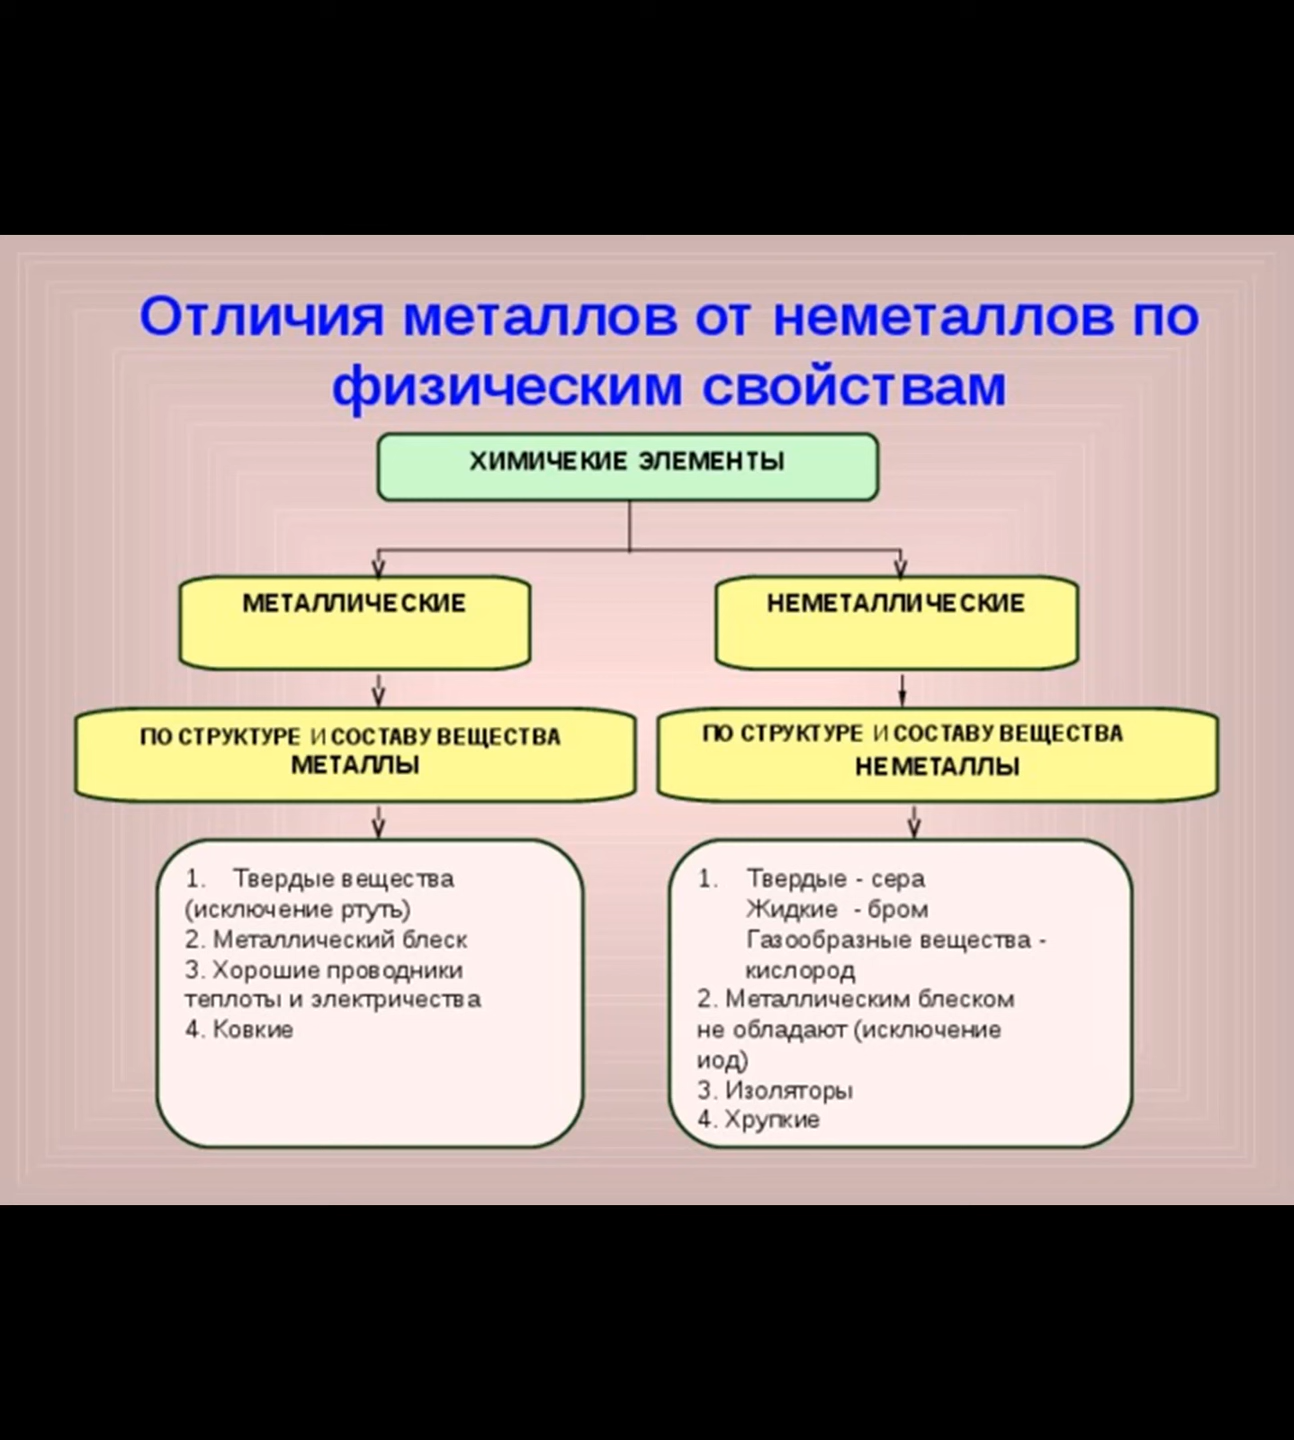 Отличия металлов от неметаллов по
физическим свойствам
ХИМИЧЕКИЕ ЭЛЕМЕНТЫ
МЕТАЛЛИЧЕСКИЕ
НЕМЕТАЛЛИЧЕСКИЕ
ПО СТРУКТУРЕ И СОСТАВУ ВЕЩЕСТВА
МЕТАЛЛЫ
ПО СТРУКТУРЕ И СОСТАВУ ВЕЩЕСТВА
НЕМЕТАЛЛЫ
1. Твердые вещества
(исключение ртуть)
2. Металлический блеск
3. Хорошие проводники
теплоты и электричества
4. Ковкие
1. Твердые - сера
Жидкие - бром
Газообразные вещества -
кислород
2. Металлическим блеском
не обладают (исключение
иод)
3. Изоляторы
4. Хрупкие